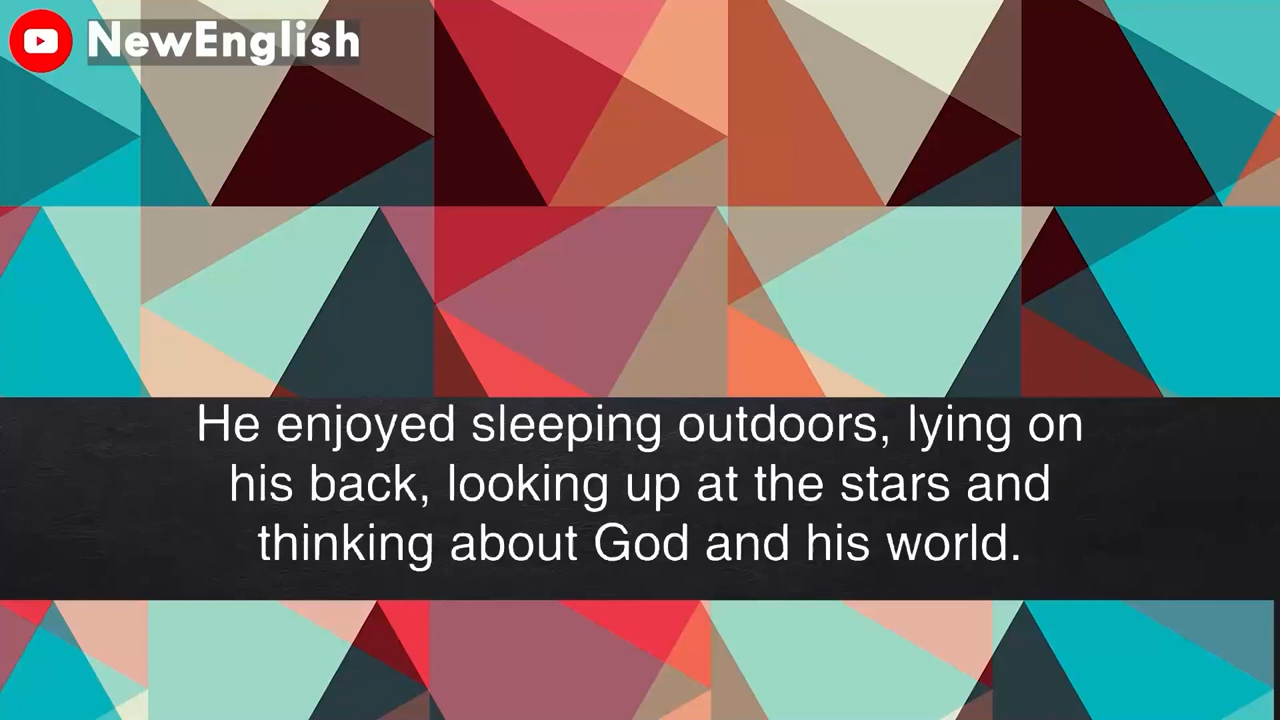 NewEnglish
He enjoyed sleeping outdoors, lying on
his back, looking up at the stars and
thinking about God and his world.